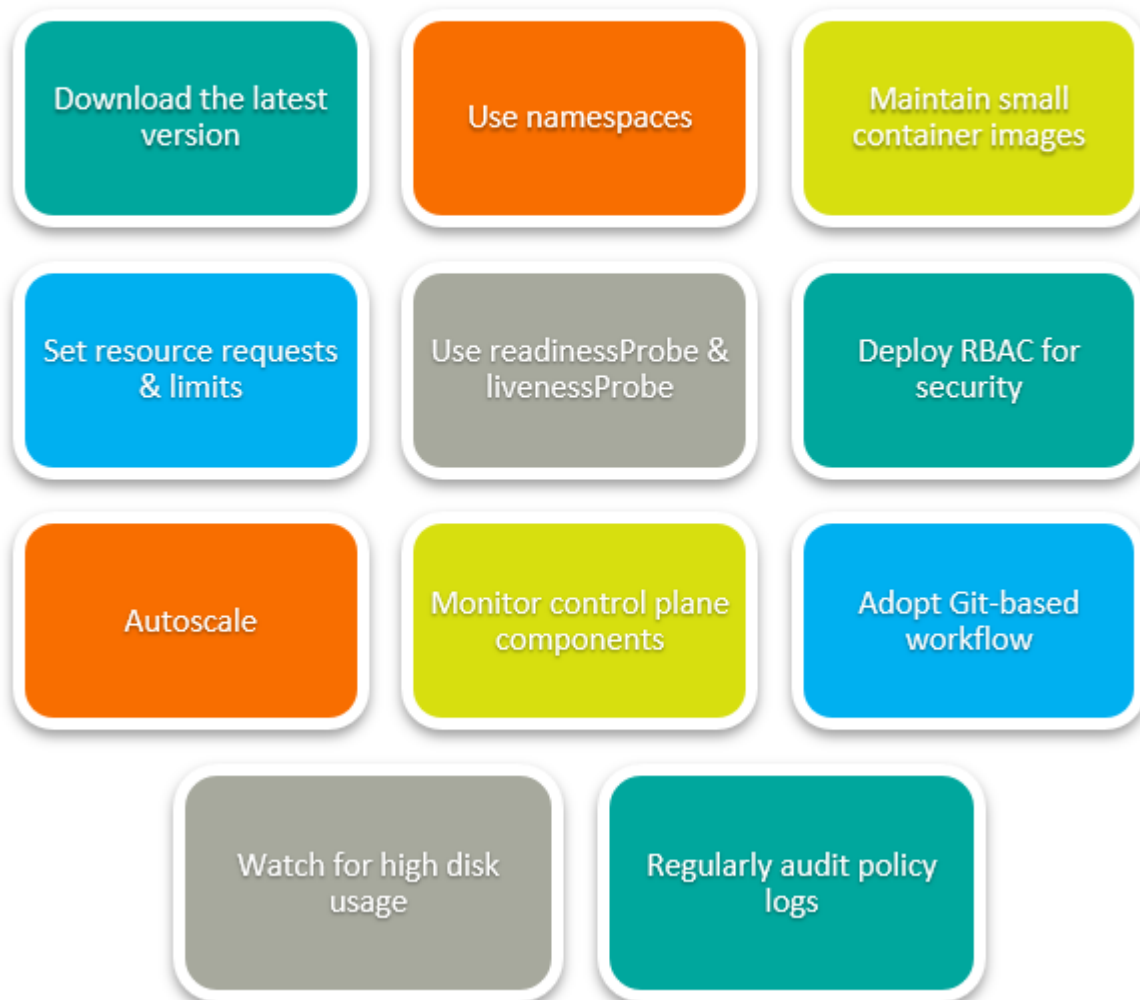 Download the latest
version
Use namespaces
Maintain small
container images
Set resource requests
& limits
Use readinessProbe &
livenessProbe
Deploy RBAC for
security
Autoscale
Monitor control plane
components
Adopt Git-based
workflow
Watch for high disk
usage
Regularly audit policy
logs